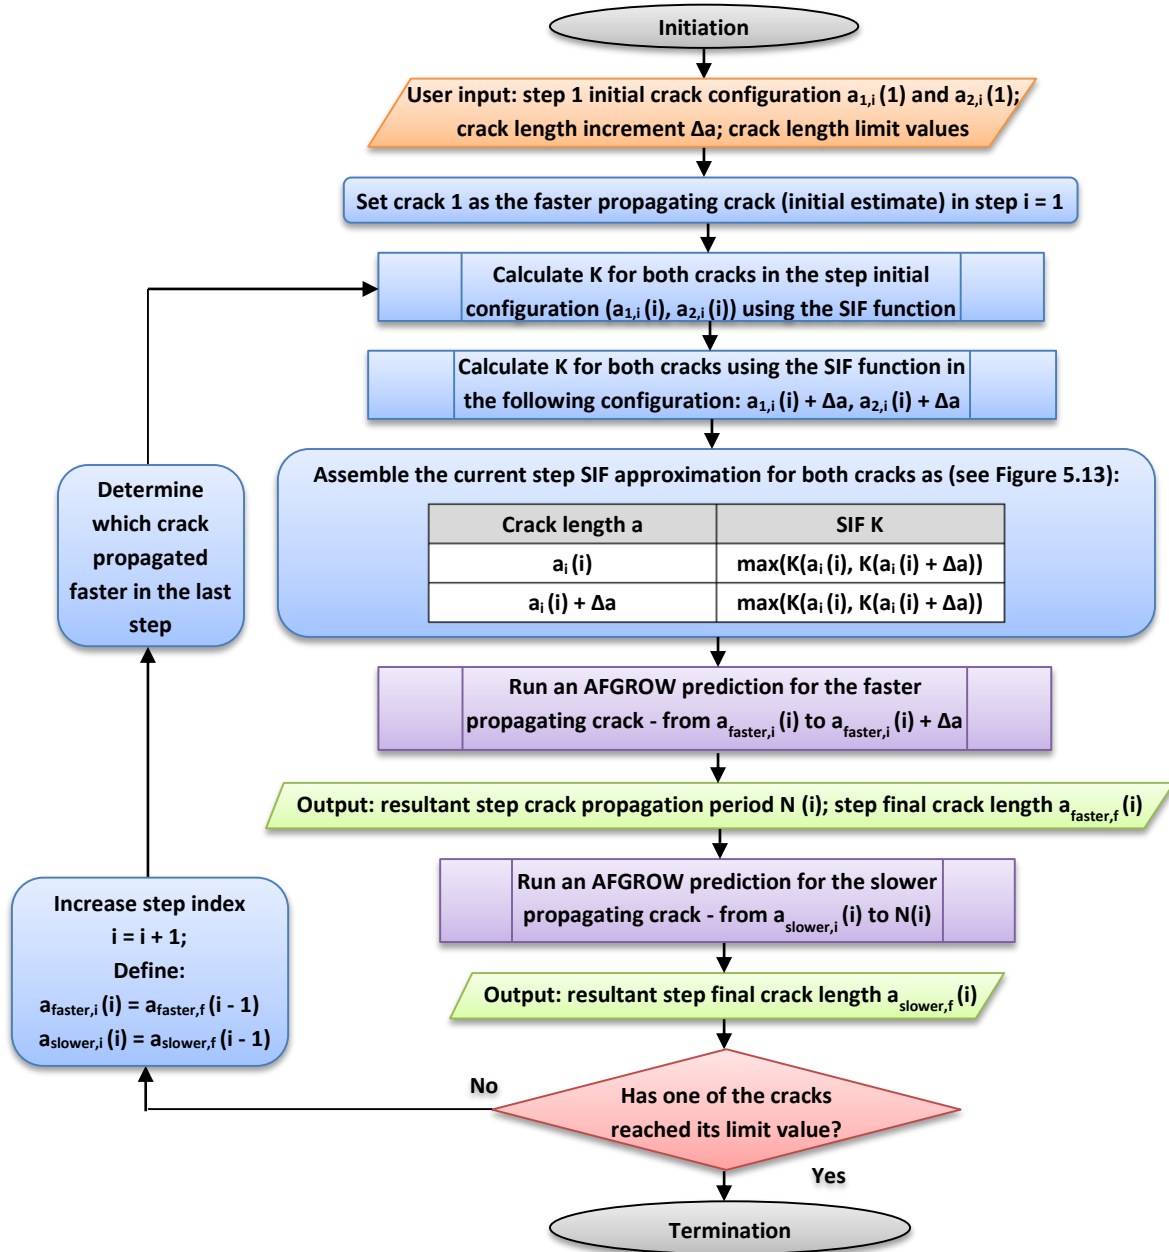 Initiation
User input: step 1 initial crack configuration a1,i (1) and a2,i (1);
crack length increment Δa; crack length limit values
Set crack 1 as the faster propagating crack (initial estimate) in step i = 1
Calculate K for both cracks in the step initial
configuration (a1,i (i), a2,i (i)) using the SIF function
Calculate K for both cracks using the SIF function in
the following configuration: a1,i (i) + Δa, a2,i (i) + Δa
Assemble the current step SIF approximation for both cracks as (see Figure 5.13):
Crack length a SIF K
ai (i) max(K(ai (i), K(ai (i) + Δa))
ai (i) + Δa max(K(ai (i), K(ai (i) + Δa))
Run an AFGROW prediction for the faster
propagating crack - from afaster,i (i) to afaster,i (i) + Δa
Output: resultant step crack propagation period N (i); step final crack length afaster,f (i)
Run an AFGROW prediction for the slower
propagating crack - from aslower,i (i) to N(i)
Output: resultant step final crack length aslower,f (i)
Has one of the cracks
reached its limit value?
No
Yes
Termination
Increase step index
i = i + 1;
Define:
afaster,i (i) = afaster,f (i - 1)
aslower,i (i) = aslower,f (i - 1)
Determine
which crack
propagated
faster in the last
step